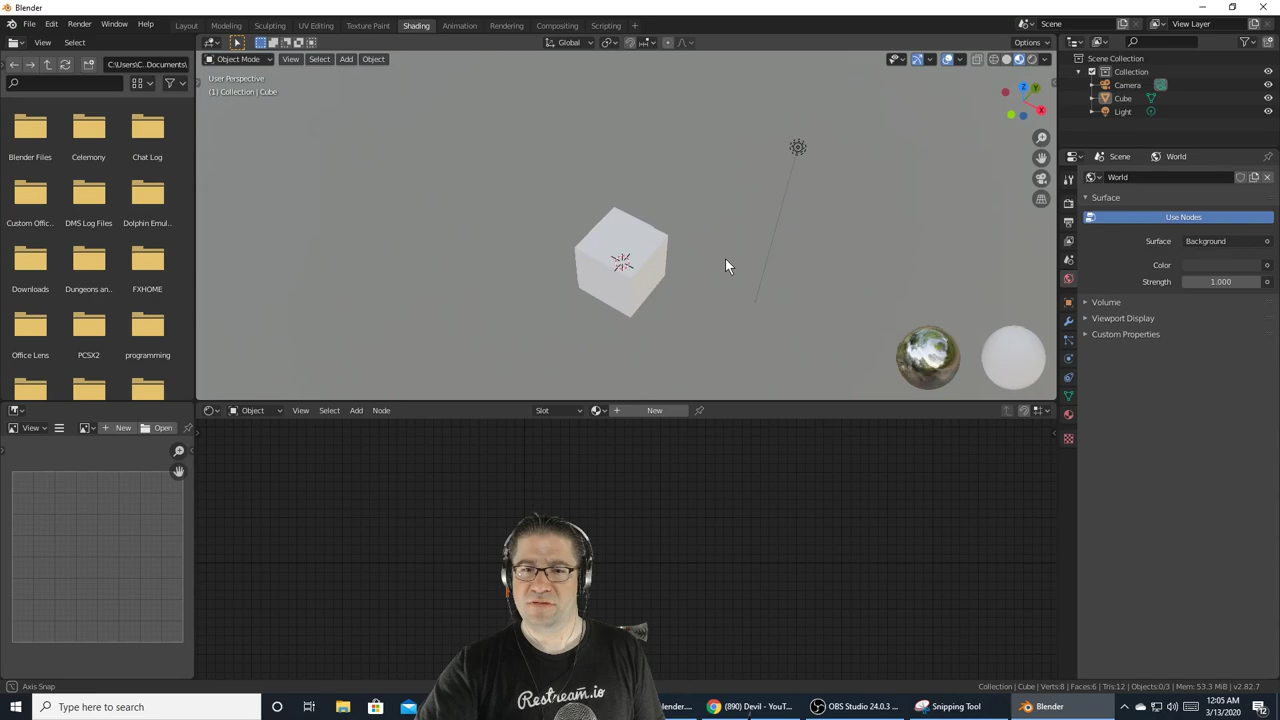 Blender
File Edit Render Window Help Layout Modeling Sculpting UV Editing Texture Paint Shading Animation Rendering Compositing Scripting + Scene View Layer
View Select Global Options
C:\Users\C..Documents\ Object Mode View Select Add Object
User Perspective
(1) Collection | Cube
Blender Files Celemony Chat Log
Custom Offic... DMS Log Files Dolphin Emul...
Downloads Dungeons an... FXHOME
Office Lens PCSX2 programming
Z Y X
Scene Collection
Collection
Camera
Cube
Light
Scene World
World
Surface
Use Nodes
Surface Background
Color
Strength 1.000
Volume
Viewport Display
Custom Properties
Object View Select Add Node Slot + New
View + New Open
Restream.io
Axis Snap Collection | Cube | Verts:8 | Faces:6 | Tris:12 | Objects:0/3 | Mem: 53.3 MiB | v2.82.7
Type here to search
lender....
(890) Devil - YouT...
OBS Studio 24.0.3 ...
Snipping Tool
Blender
12:05 AM
3/13/2020